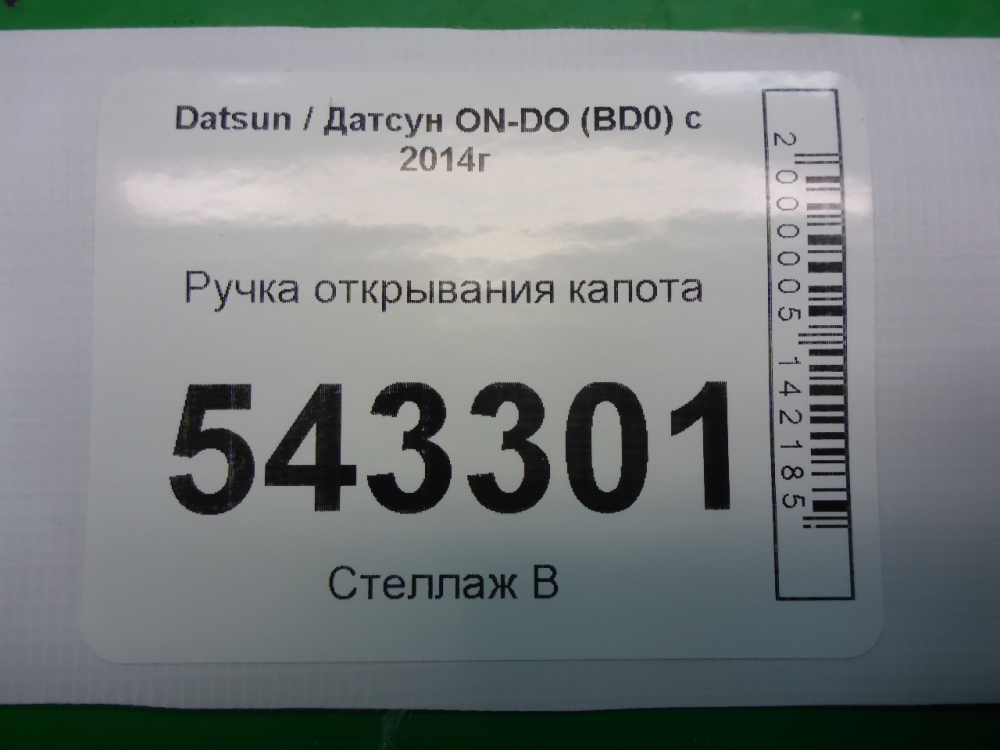 Datsun / Датсун ON-DO (BD0) с
2014г
Ручка открывания капота
543301
Стеллаж В
2000005142185